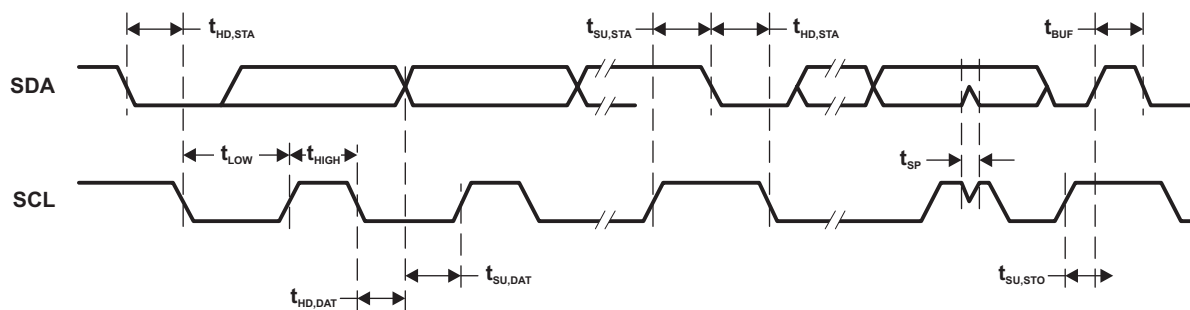 tHD,STA
tSU,STA
tHD,STA
tBUF
SDA
tLOW
tHIGH
tSP
SCL
tSU,DAT
tSU,STO
tHD,DAT